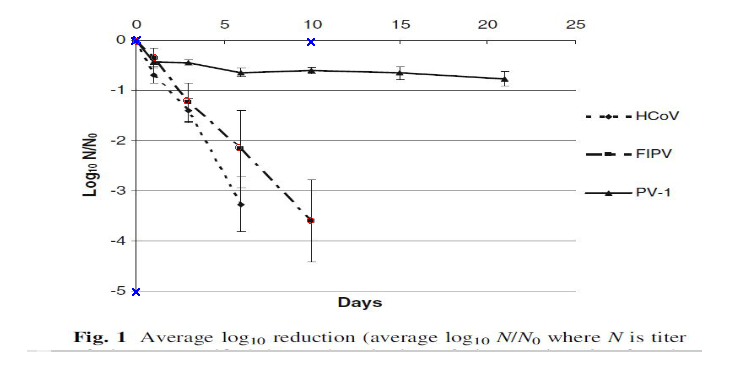 0 5 10 15 20 25
0
-1
-2
-3
-4
-5
Log10 N/N0
Days
HCoV
FIPV
PV-1
Fig. 1 Average log10 reduction (average log10 N/N0 where N is titer